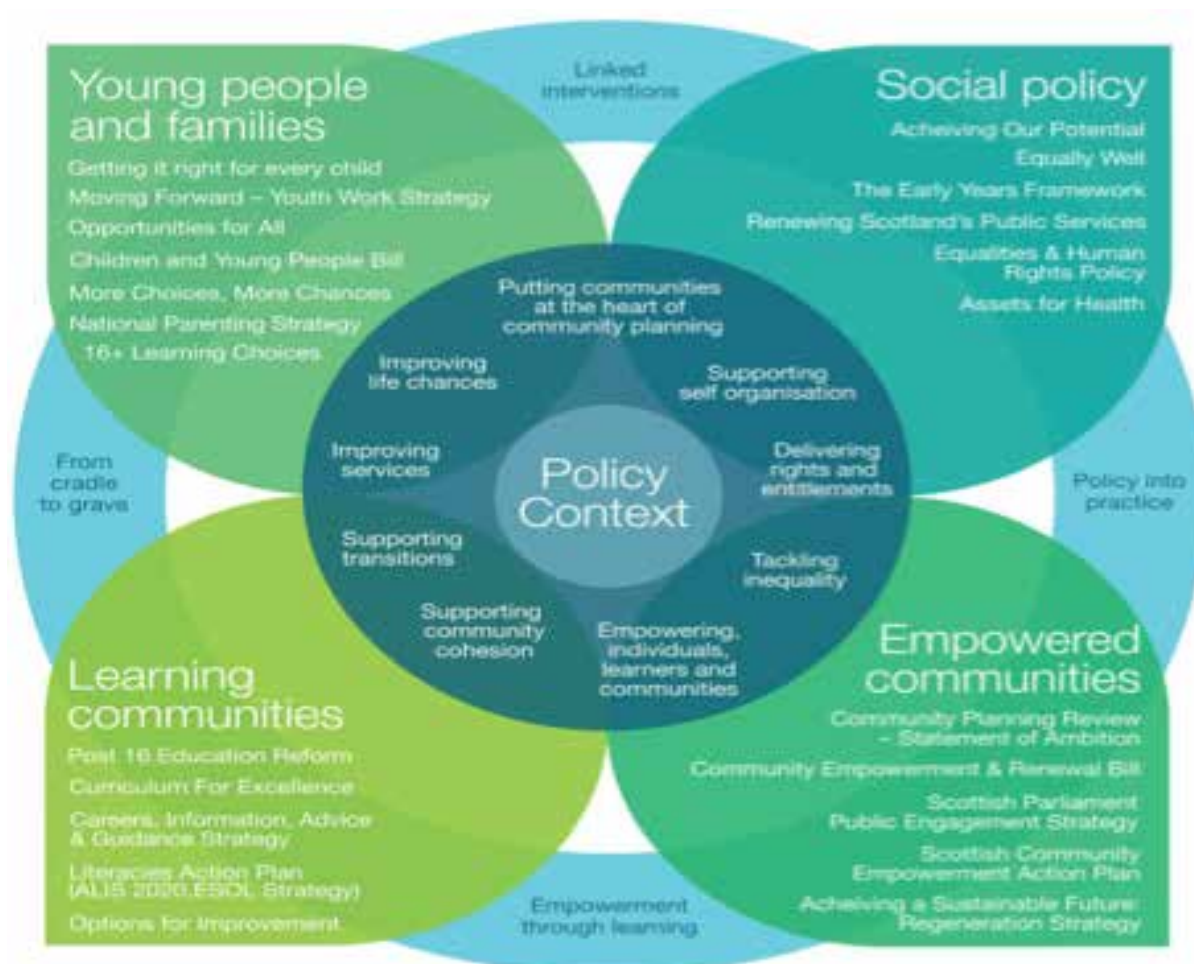 Linked
interventions
Young people
and families
Getting it right for every child
Moving Forward – Youth Work Strategy
Opportunities for All
Children and Young People Bill
More Choices, More Chances
National Parenting Strategy
16+ Learning Choices
Social policy
Acheiving Our Potential
Equally Well
The Early Years Framework
Renewing Scotland's Public Services
Equalities & Human
Rights Policy
Assets for Health
Putting communities
at the heart of
community planning
Improving
life chances
Supporting
self organisation
Improving
services
Delivering
rights and
entitlements
Policy
Context
Supporting
transitions
Tackling
inequality
Supporting
community
cohesion
Empowering,
individuals,
learners and
communities
From
cradle
to grave
Policy into
practice
Learning
communities
Post 16 Education Reform
Curriculum For Excellence
Careers, Information, Advice
& Guidance Strategy
Literacies Action Plan
(ALIS 2020,ESOL Strategy)
Options for Improvement
Empowered
communities
Community Planning Review
– Statement of Ambition
Community Empowerment & Renewal Bill
Scottish Parliament
Public Engagement Strategy
Scottish Community
Empowerment Action Plan
Acheiving a Sustainable Future:
Regeneration Strategy
Empowerment
through learning